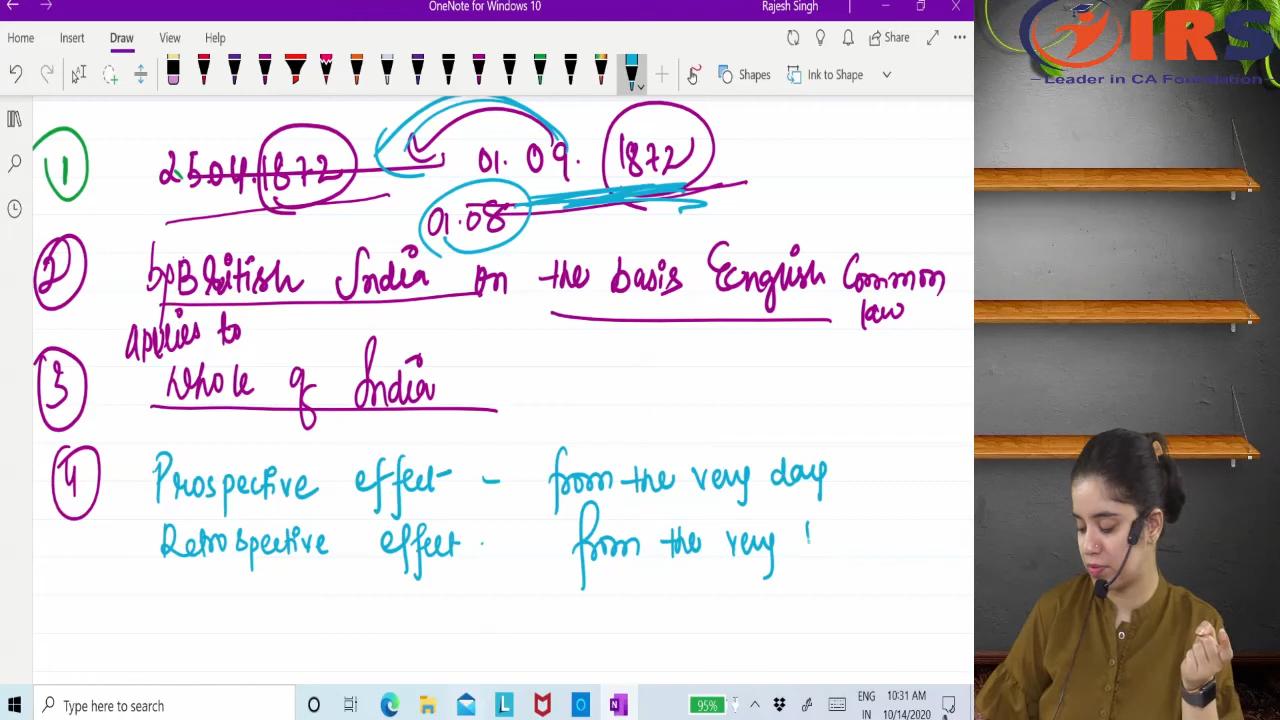 OneNote for Windows 10
Rajesh Singh
Home Insert Draw View Help
Share
Shapes
Ink to Shape
IRS
Leader in CA Foundation
1 2504.1872 01.09. 1872
01.08
2 British India on the basis English Common law
applies to
3 Whole of India
4 Prospective effect - from the very day
Retrospective effect. from the very
Type here to search
95%
ENG
IN
10:31 AM
10/14/2020